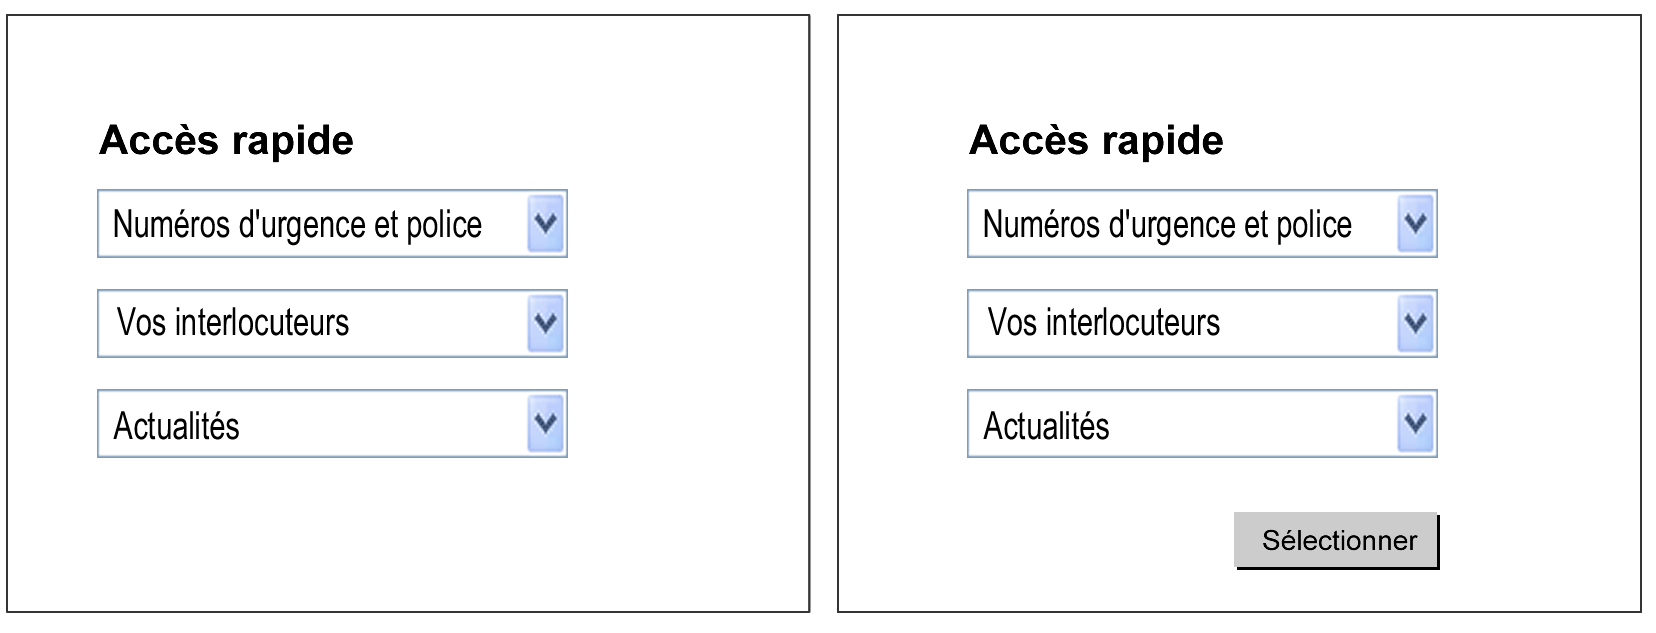 Accès rapide
Numéros d'urgence et police
Vos interlocuteurs
Actualités
Accès rapide
Numéros d'urgence et police
Vos interlocuteurs
Actualités
Sélectionner